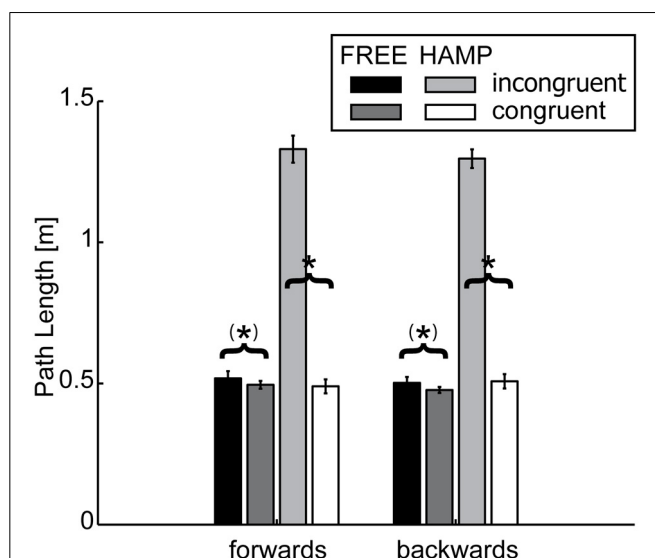 FREE HAMP
incongruent
congruent
Path Length [m]
1.5
1
0.5
0
*
*
(*)
(*)
forwards backwards